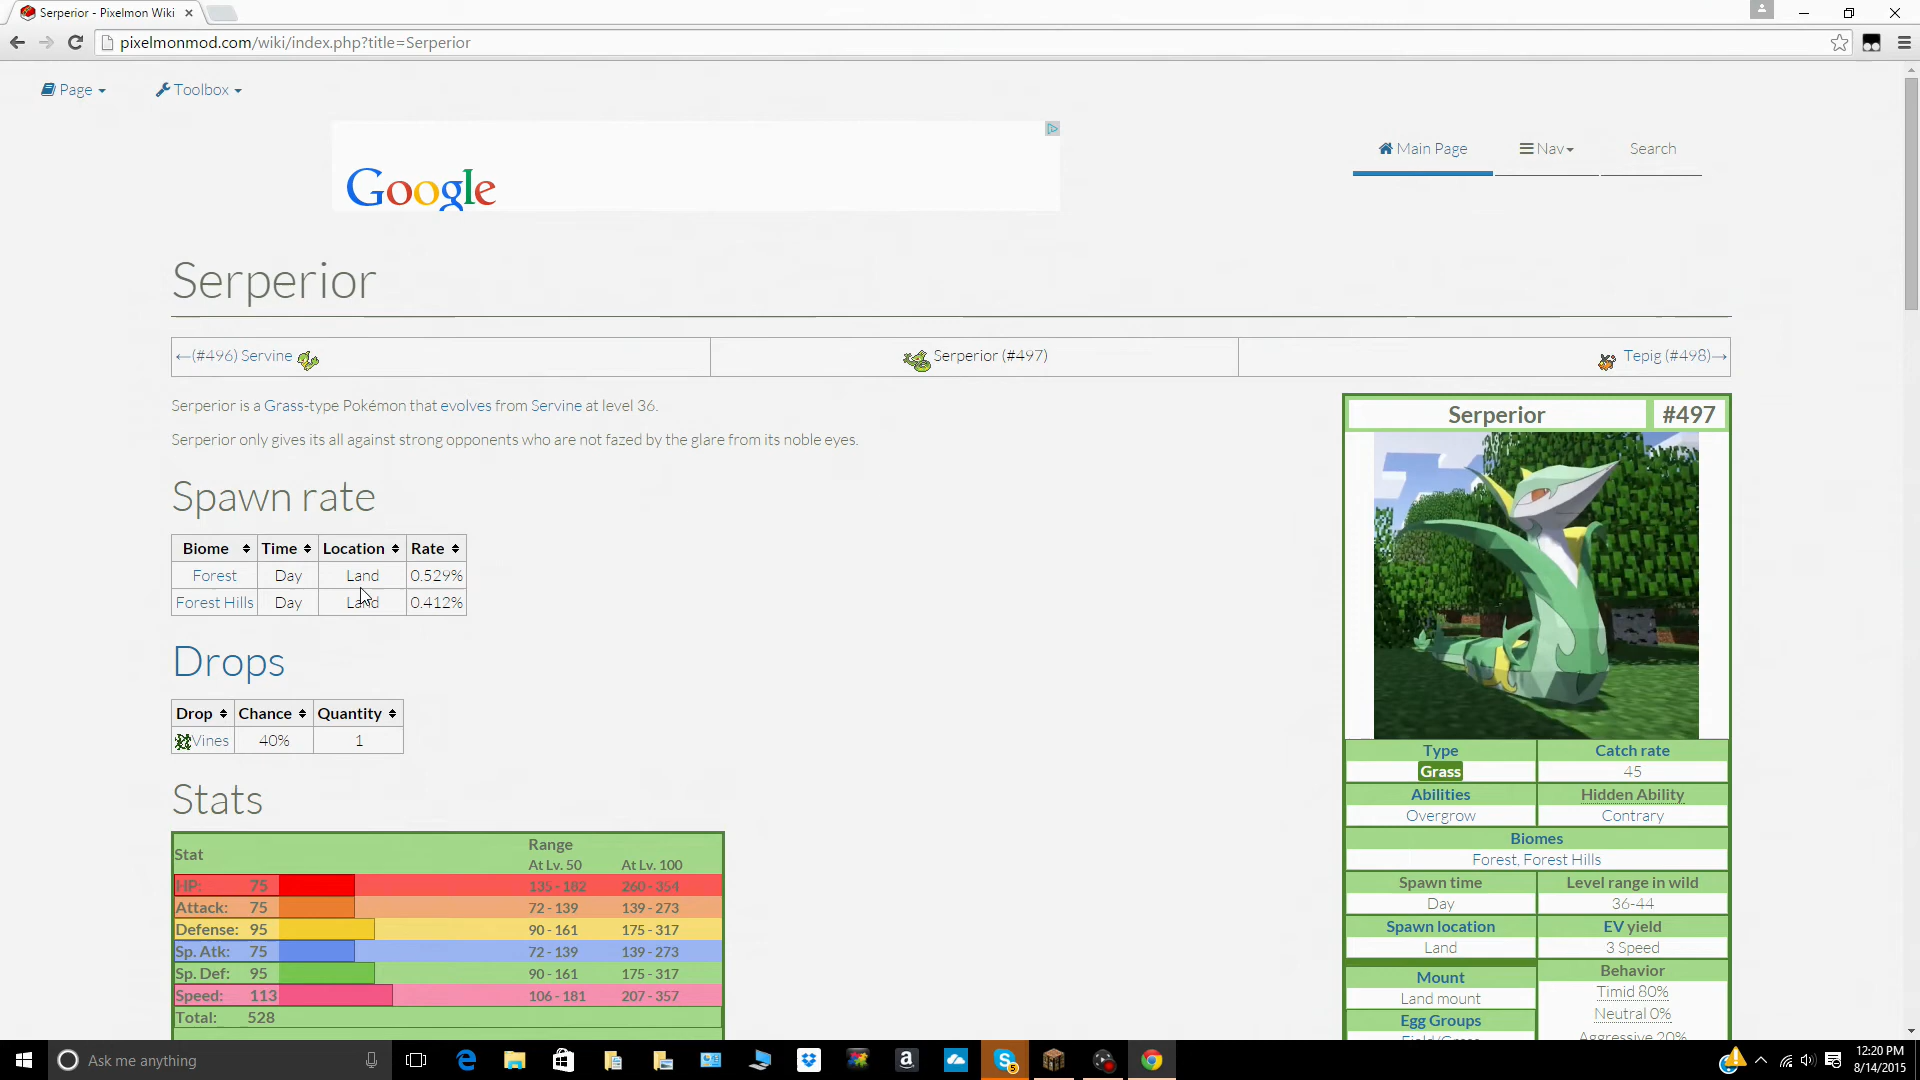 Serperior - Pixelmon Wiki
pixelmonmod.com/wiki/index.php?title=Serperior
Page
Toolbox
Google
Main Page
Nav
Search
Serperior
←(#496) Servine
Serperior (#497)
Tepig (#498)→
Serperior is a Grass-type Pokémon that evolves from Servine at level 36.
Serperior only gives its all against strong opponents who are not fazed by the glare from its noble eyes.
Spawn rate
Biome Time Location Rate
Forest Day Land 0.529%
Forest Hills Day Land 0.412%
Drops
Drop Chance Quantity
Vines 40% 1
Stats
Stat Range
At Lv. 50 At Lv. 100
HP: 75 135 - 182 260 - 354
Attack: 75 72 - 139 139 - 273
Defense: 95 90 - 161 175 - 317
Sp. Atk: 75 72 - 139 139 - 273
Sp. Def: 95 90 - 161 175 - 317
Speed: 113 106 - 181 207 - 357
Total: 528
Serperior #497
Type Catch rate
Grass 45
Abilities Hidden Ability
Overgrow Contrary
Biomes
Forest, Forest Hills
Spawn time Level range in wild
Day 36-44
Spawn location EV yield
Land 3 Speed
Mount Behavior
Land mount Timid 80%
Egg Groups Neutral 0%
Field/Grass Aggressive 20%
Ask me anything
5
12:20 PM
8/14/2015